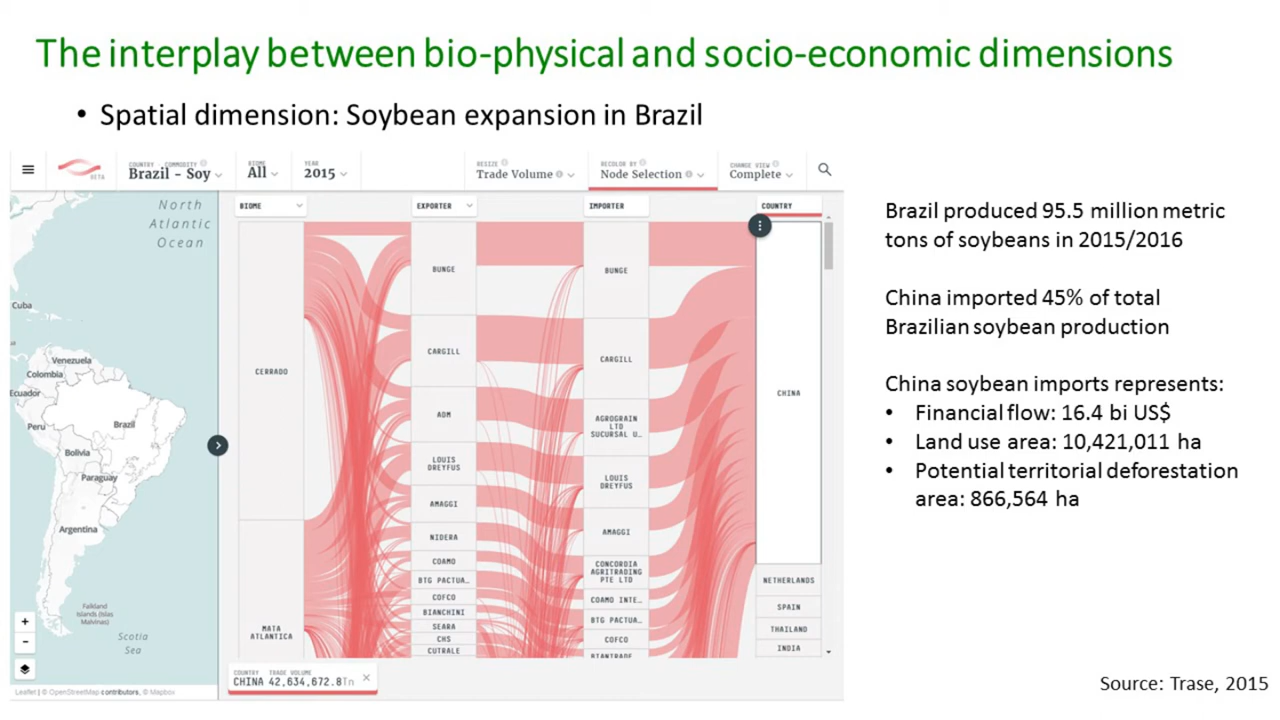 The interplay between bio-physical and socio-economic dimensions
• Spatial dimension: Soybean expansion in Brazil
BETA
COUNTRY - COMMODITY
Brazil - Soy
BIOME
All
YEAR
2015
RESIZE
Trade Volume
RECOLOR BY
Node Selection
CHANGE VIEW
Complete
North
Atlantic
Ocean
Cuba
Venezuela
Colombia
Ecuador
Peru
Brazil
Bolivia
Paraguay
Argentina
Falkland
Islands (Islas
Malvinas)
Scotia
Sea
+
-
Leaflet | © OpenStreetMap contributors, © Mapbox
BIOME
CERRADO
MATA
ATLANTICA
EXPORTER
BUNGE
CARGILL
ADM
LOUIS
DREYFUS
AMAGGI
NIDERA
COAMO
BTG PACTUA…
COFCO
BIANCHINI
SEARA
CHS
CUTRALE
IMPORTER
BUNGE
CARGILL
AGROGRAIN
LTD
SUCURSAL U…
LOUIS
DREYFUS
AMAGGI
CONCORDIA
AGRITRADING
PTE LTD
COAMO INTE…
BTG PACTUA…
COFCO
BIANTRADE
COUNTRY
CHINA
NETHERLANDS
SPAIN
THAILAND
INDIA
COUNTRY TRADE VOLUME
CHINA 42,634,672.8Tn
Brazil produced 95.5 million metric
tons of soybeans in 2015/2016
China imported 45% of total
Brazilian soybean production
China soybean imports represents:
• Financial flow: 16.4 bi US$
• Land use area: 10,421,011 ha
• Potential territorial deforestation
area: 866,564 ha
Source: Trase, 2015